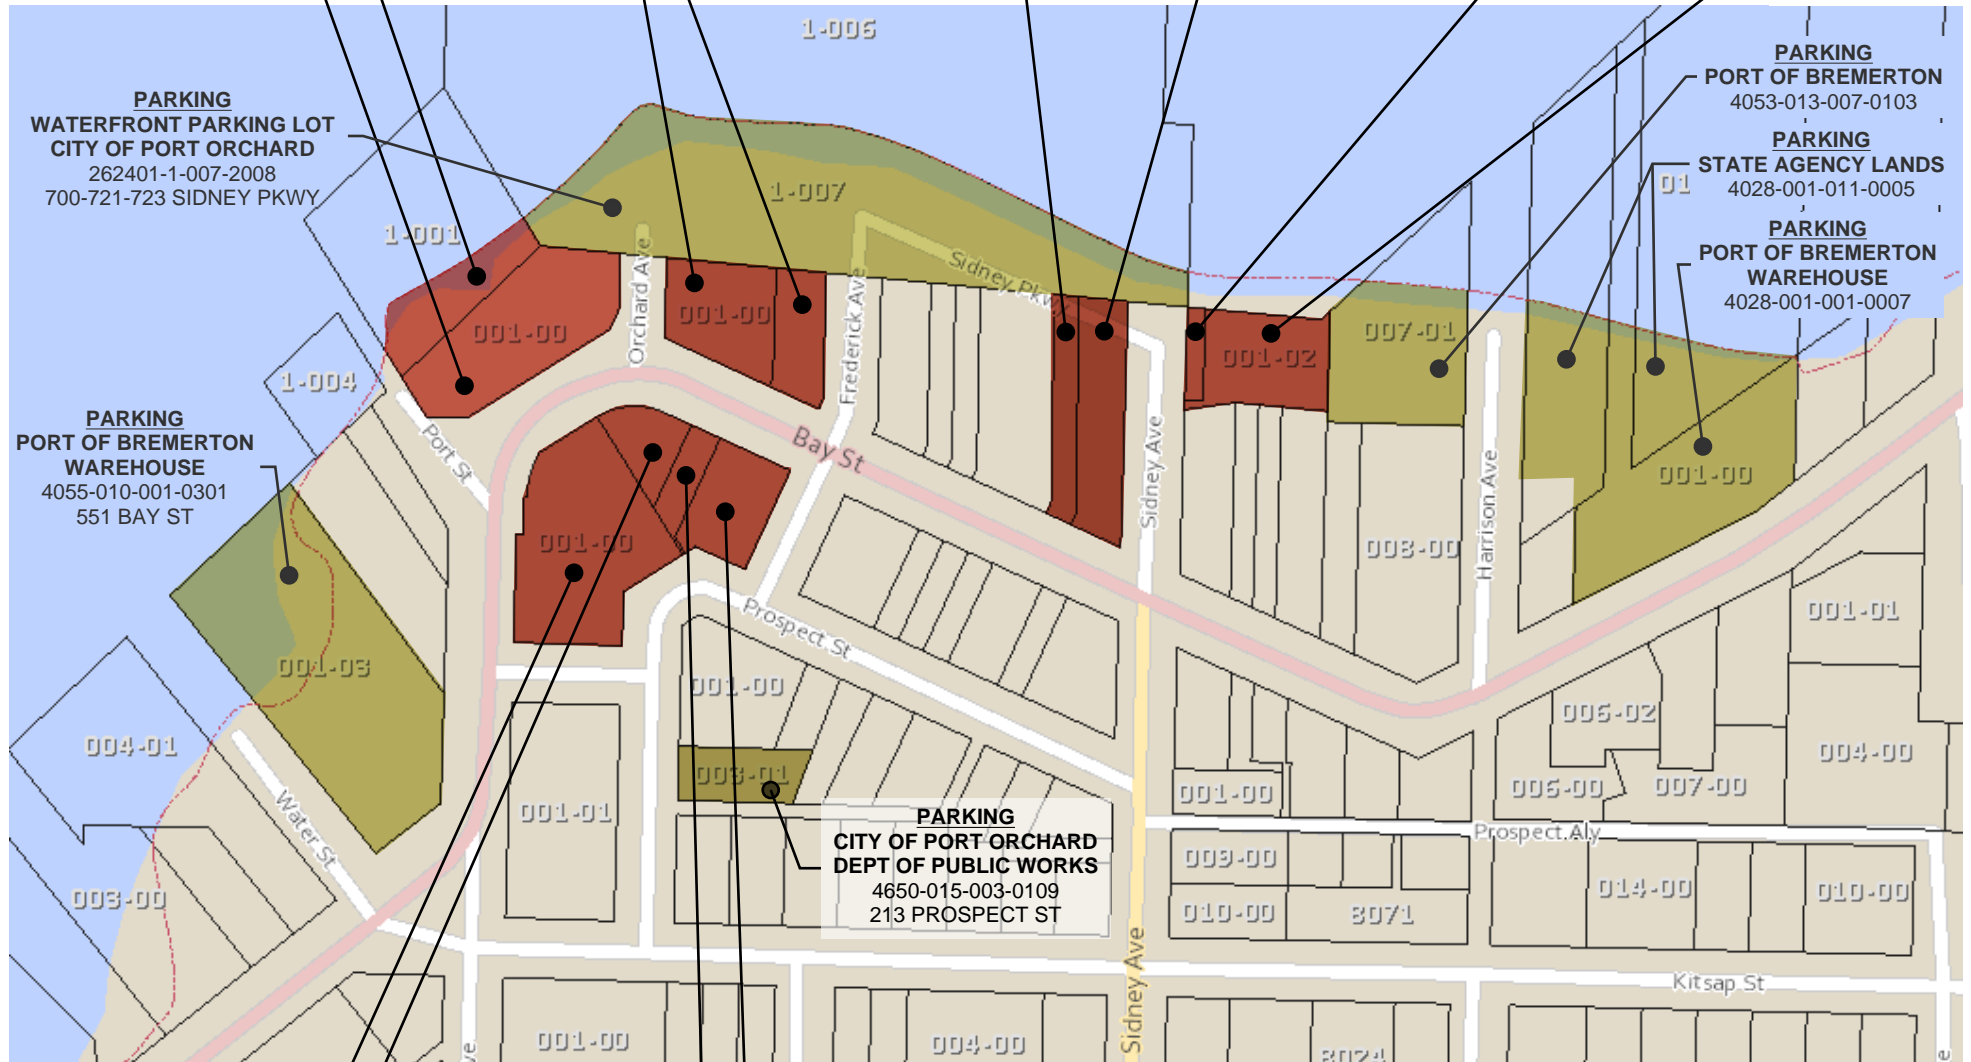 1-006
PARKING
WATERFRONT PARKING LOT
CITY OF PORT ORCHARD
262401-1-007-2008
700-721-723 SIDNEY PKWY
PARKING
PORT OF BREMERTON
4053-013-007-0103
PARKING
STATE AGENCY LANDS
4028-001-011-0005
01
PARKING
PORT OF BREMERTON
WAREHOUSE
4028-001-001-0007
1-007
1-001
Orchard Ave
Frederick Ave
Sidney Pkwy
001-00
001-00
001-02
007-01
1-004
PARKING
PORT OF BREMERTON
WAREHOUSE
4055-010-001-0301
551 BAY ST
Port St
Bay St
Sidney Ave
Harrison Ave
001-00
001-00
008-00
Prospect St
001-03
001-00
001-01
006-02
004-01
003-01
001-00
006-00
007-00
004-00
Water St
001-01
PARKING
CITY OF PORT ORCHARD
DEPT OF PUBLIC WORKS
4650-015-003-0109
213 PROSPECT ST
Prospect Aly
009-00
003-00
010-00
8071
014-00
010-00
Sidney Ave
Kitsap St
001-00
004-00
8024
ve
e